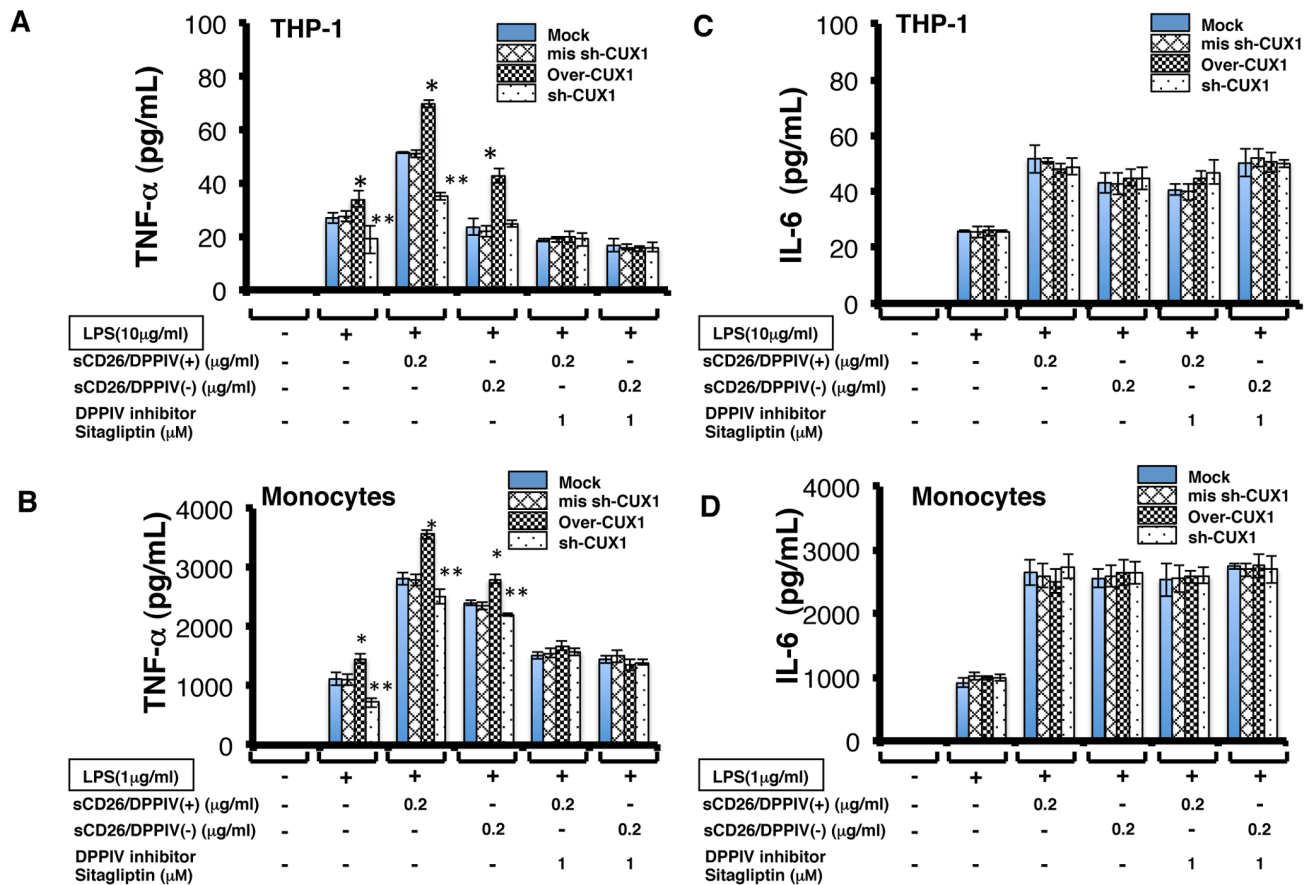 A
THP-1
Mock
mis sh-CUX1
Over-CUX1
sh-CUX1
TNF-α (pg/mL)
100
80
60
40
20
0
*
**
*
**
*
LPS(10μg/ml) - + + + + +
sCD26/DPPIV(+) (μg/ml) - - 0.2 - 0.2 -
sCD26/DPPIV(-) (μg/ml) - - - 0.2 - 0.2
DPPIV inhibitor
Sitagliptin (μM) - - - - 1 1
C
THP-1
Mock
mis sh-CUX1
Over-CUX1
sh-CUX1
IL-6 (pg/mL)
100
80
60
40
20
0
LPS(10μg/ml) - + + + + +
sCD26/DPPIV(+) (μg/ml) - - 0.2 - 0.2 -
sCD26/DPPIV(-) (μg/ml) - - - 0.2 - 0.2
DPPIV inhibitor
Sitagliptin (μM) - - - - 1 1
B
Monocytes
Mock
mis sh-CUX1
Over-CUX1
sh-CUX1
TNF-α (pg/mL)
4000
3000
2000
1000
0
*
**
*
**
*
**
LPS(1μg/ml) - + + + + +
sCD26/DPPIV(+) (μg/ml) - - 0.2 - 0.2 -
sCD26/DPPIV(-) (μg/ml) - - - 0.2 - 0.2
DPPIV inhibitor
Sitagliptin (μM) - - - - 1 1
D
Monocytes
Mock
mis sh-CUX1
Over-CUX1
sh-CUX1
IL-6 (pg/mL)
4000
3000
2000
1000
0
LPS(1μg/ml) - + + + + +
sCD26/DPPIV(+) (μg/ml) - - 0.2 - 0.2 -
sCD26/DPPIV(-) (μg/ml) - - - 0.2 - 0.2
DPPIV inhibitor
Sitagliptin (μM) - - - - 1 1